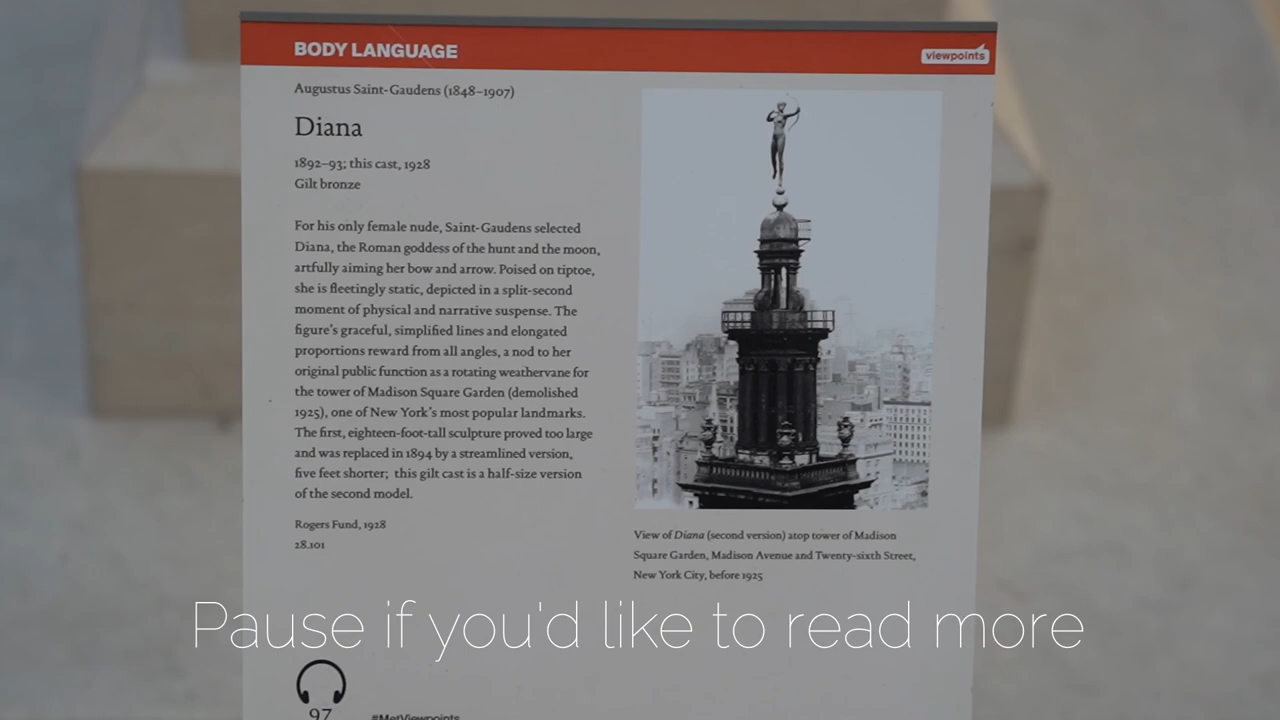 BODY LANGUAGE
viewpoints
Augustus Saint-Gaudens (1848–1907)
Diana
1892–93; this cast, 1928
Gilt bronze
For his only female nude, Saint-Gaudens selected
Diana, the Roman goddess of the hunt and the moon,
artfully aiming her bow and arrow. Poised on tiptoe,
she is fleetingly static, depicted in a split-second
moment of physical and narrative suspense. The
figure's graceful, simplified lines and elongated
proportions reward from all angles, a nod to her
original public function as a rotating weathervane for
the tower of Madison Square Garden (demolished
1925), one of New York's most popular landmarks.
The first, eighteen-foot-tall sculpture proved too large
and was replaced in 1894 by a streamlined version,
five feet shorter; this gilt cast is a half-size version
of the second model.
Rogers Fund, 1928
28.101
View of Diana (second version) atop tower of Madison
Square Garden, Madison Avenue and Twenty-sixth Street,
New York City, before 1925
Pause if you'd like to read more
97
#MetViewpoints